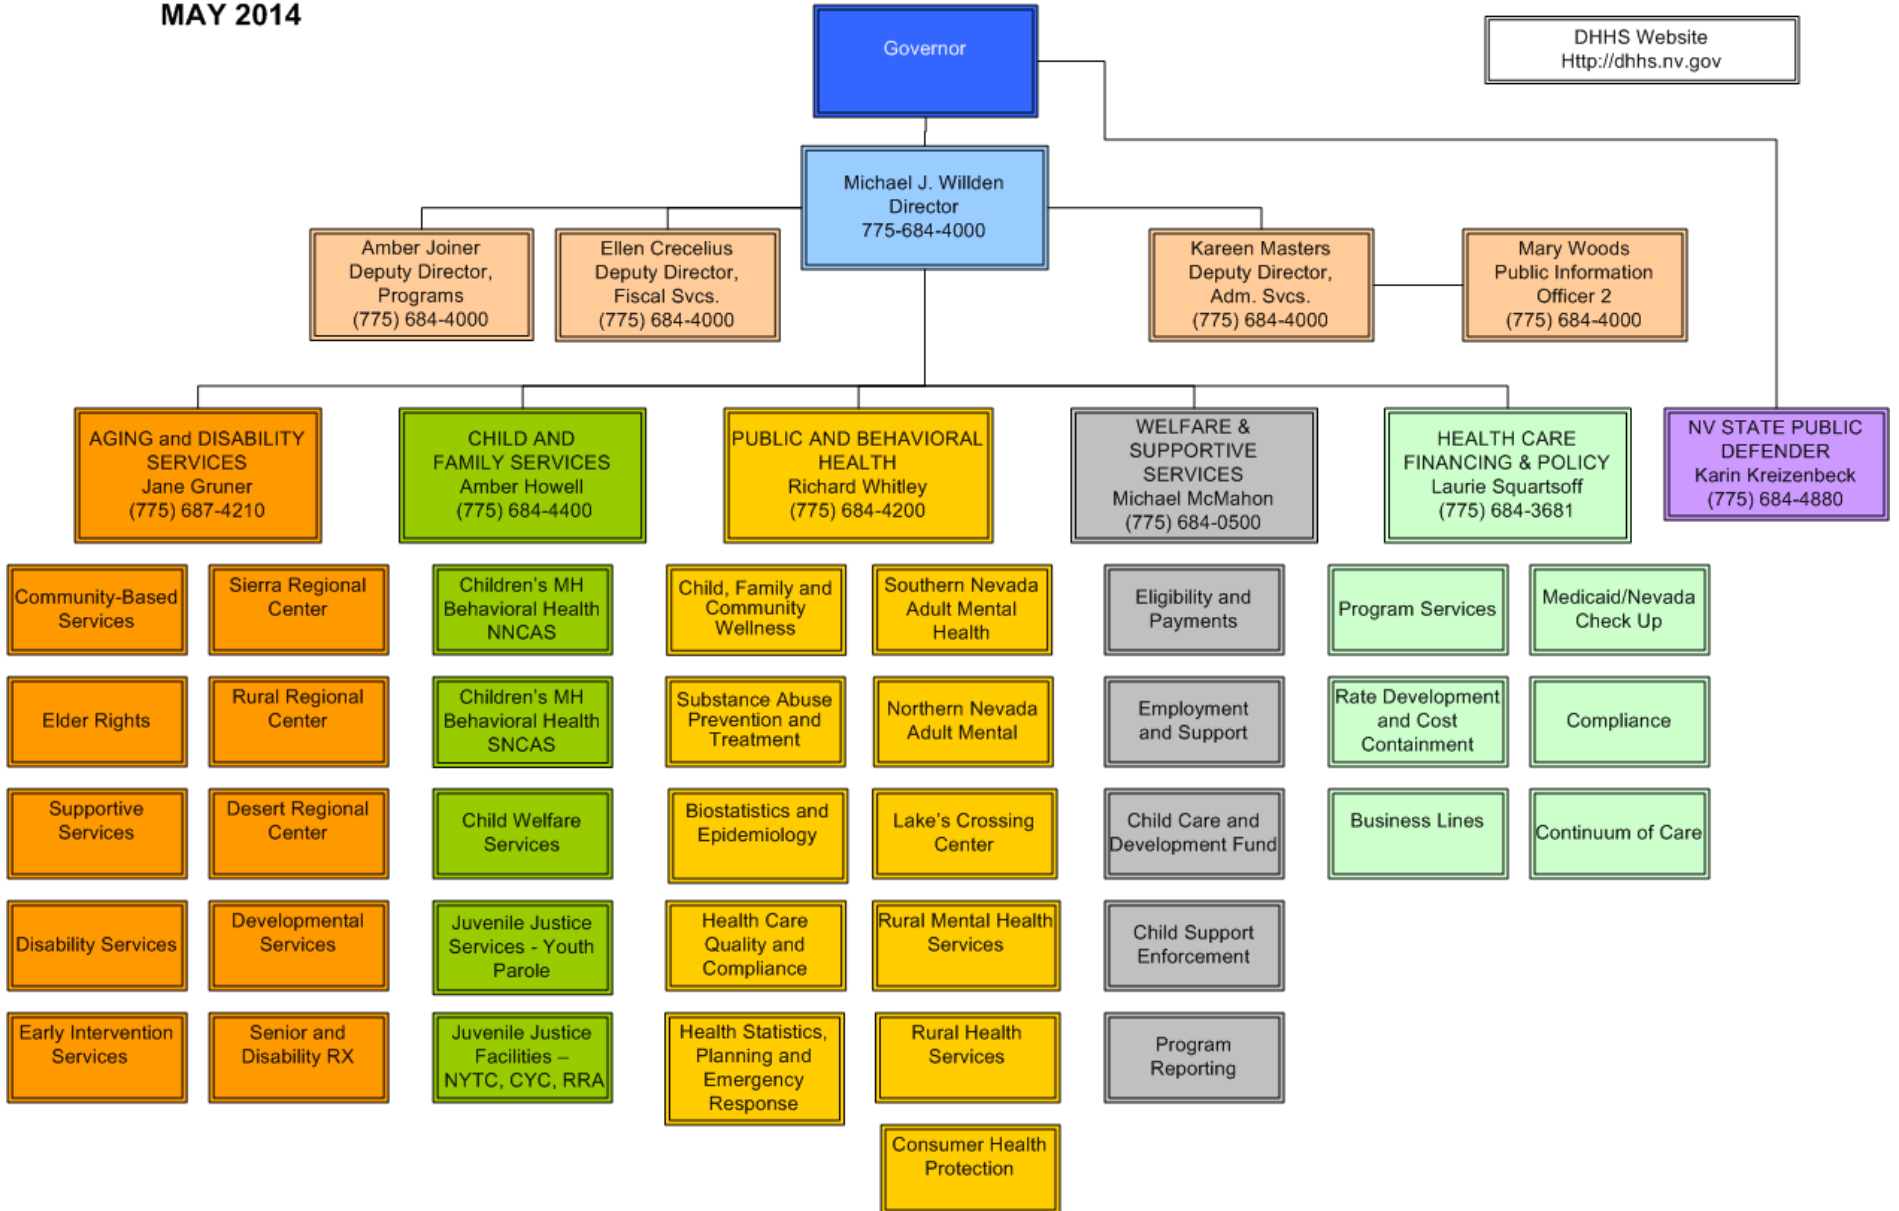 MAY 2014
Governor
DHHS Website
Http://dhhs.nv.gov
Michael J. Willden
Director
775-684-4000
Amber Joiner
Deputy Director,
Programs
(775) 684-4000
Ellen Crecelius
Deputy Director,
Fiscal Svcs.
(775) 684-4000
Kareen Masters
Deputy Director,
Adm. Svcs.
(775) 684-4000
Mary Woods
Public Information
Officer 2
(775) 684-4000
AGING and DISABILITY
SERVICES
Jane Gruner
(775) 687-4210
CHILD AND
FAMILY SERVICES
Amber Howell
(775) 684-4400
PUBLIC AND BEHAVIORAL
HEALTH
Richard Whitley
(775) 684-4200
WELFARE &
SUPPORTIVE
SERVICES
Michael McMahon
(775) 684-0500
HEALTH CARE
FINANCING & POLICY
Laurie Squartsoff
(775) 684-3681
NV STATE PUBLIC
DEFENDER
Karin Kreizenbeck
(775) 684-4880
Community-Based
Services
Sierra Regional
Center
Children's MH
Behavioral Health
NNCAS
Child, Family and
Community
Wellness
Southern Nevada
Adult Mental
Health
Eligibility and
Payments
Program Services
Medicaid/Nevada
Check Up
Elder Rights
Rural Regional
Center
Children's MH
Behavioral Health
SNCAS
Substance Abuse
Prevention and
Treatment
Northern Nevada
Adult Mental
Employment
and Support
Rate Development
and Cost
Containment
Compliance
Supportive
Services
Desert Regional
Center
Child Welfare
Services
Biostatistics and
Epidemiology
Lake's Crossing
Center
Child Care and
Development Fund
Business Lines
Continuum of Care
Disability Services
Developmental
Services
Juvenile Justice
Services - Youth
Parole
Health Care
Quality and
Compliance
Rural Mental Health
Services
Child Support
Enforcement
Early Intervention
Services
Senior and
Disability RX
Juvenile Justice
Facilities –
NYTC, CYC, RRA
Health Statistics,
Planning and
Emergency
Response
Rural Health
Services
Program
Reporting
Consumer Health
Protection